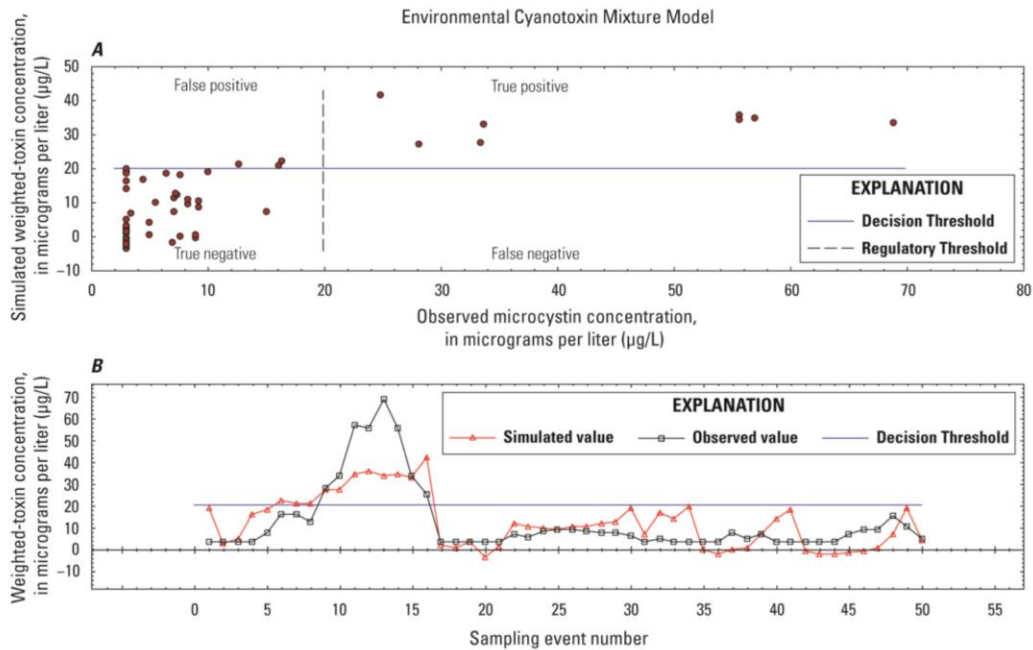 Environmental Cyanotoxin Mixture Model
A
Simulated weighted-toxin concentration,
in micrograms per liter (µg/L)
50
40
30
20
10
0
−10
False positive
True positive
True negative
False negative
EXPLANATION
Decision Threshold
Regulatory Threshold
0 10 20 30 40 50 60 70 80
Observed microcystin concentration,
in micrograms per liter (µg/L)
B
Weighted-toxin concentration,
in micrograms per liter (µg/L)
70
60
50
40
30
20
10
0
−10
EXPLANATION
Simulated value Observed value Decision Threshold
0 5 10 15 20 25 30 35 40 45 50 55
Sampling event number